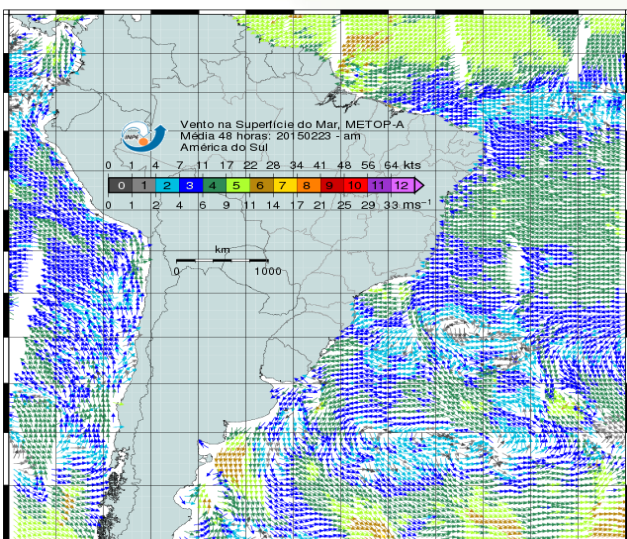 Vento na Superfície do Mar, METOP-A
Média 48 horas: 20150223 - am
América do Sul
INPE
0 1 4 7 11 17 22 28 34 41 48 56 64 kts
0 1 2 3 4 5 6 7 8 9 10 11 12
0 1 2 4 6 9 11 14 17 21 25 29 33 ms⁻¹
km
0 1000